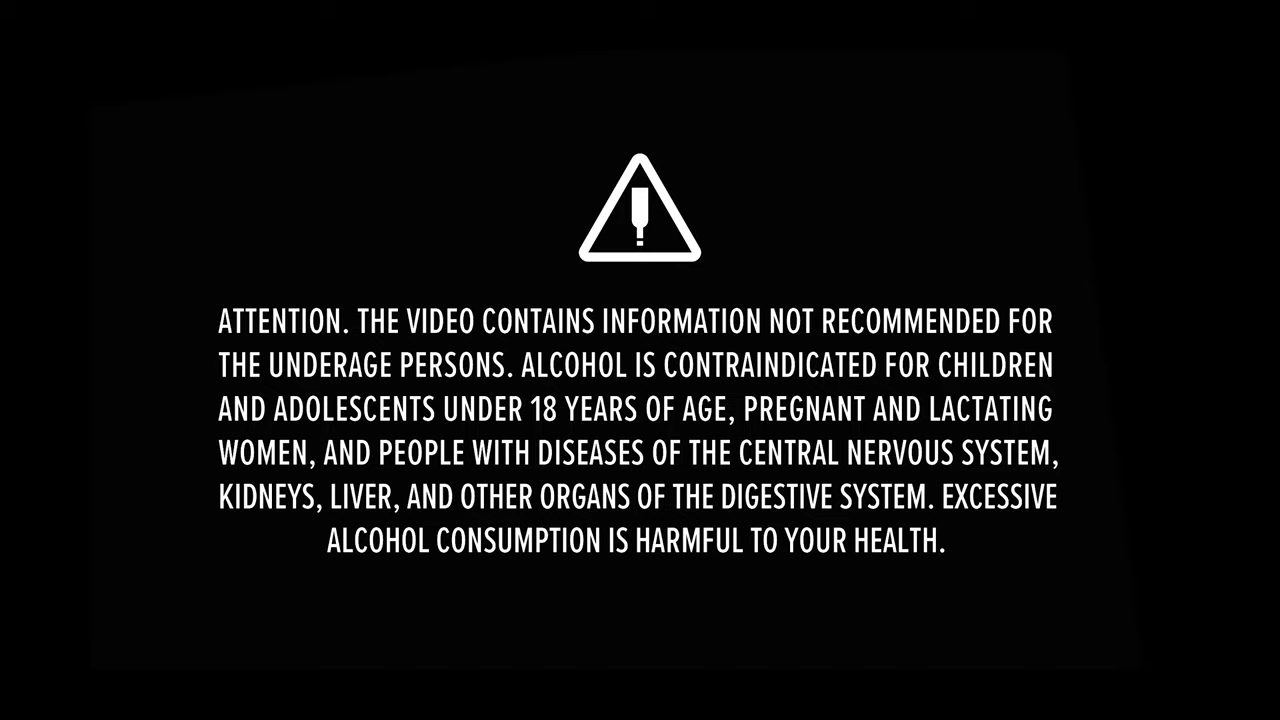 ATTENTION. THE VIDEO CONTAINS INFORMATION NOT RECOMMENDED FOR
THE UNDERAGE PERSONS. ALCOHOL IS CONTRAINDICATED FOR CHILDREN
AND ADOLESCENTS UNDER 18 YEARS OF AGE, PREGNANT AND LACTATING
WOMEN, AND PEOPLE WITH DISEASES OF THE CENTRAL NERVOUS SYSTEM,
KIDNEYS, LIVER, AND OTHER ORGANS OF THE DIGESTIVE SYSTEM. EXCESSIVE
ALCOHOL CONSUMPTION IS HARMFUL TO YOUR HEALTH.